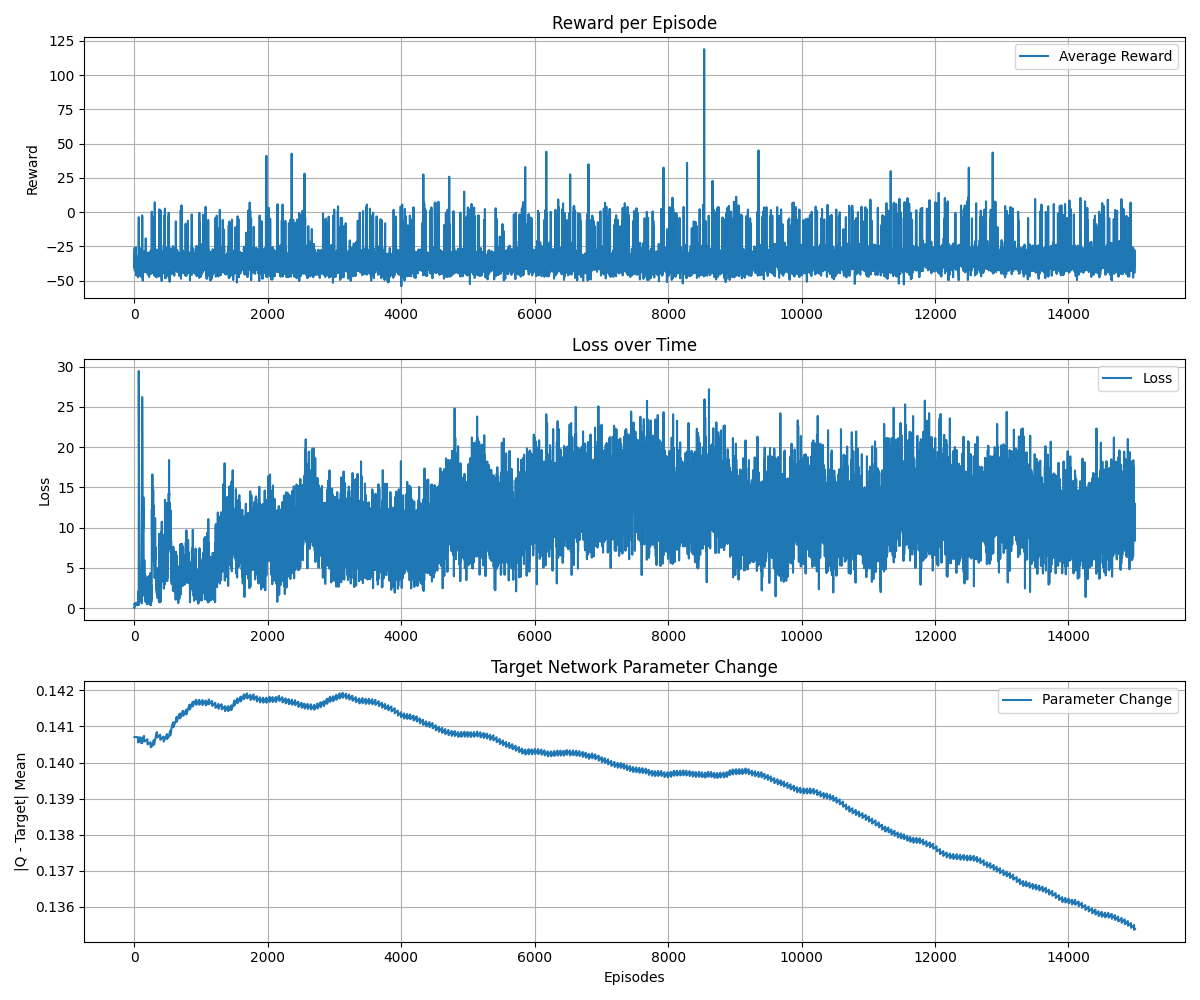 Reward per Episode
125
100
75
50
25
0
−25
−50
Reward
Average Reward
0 2000 4000 6000 8000 10000 12000 14000
Loss over Time
30
25
20
15
10
5
0
Loss
Loss
0 2000 4000 6000 8000 10000 12000 14000
Target Network Parameter Change
0.142
0.141
0.140
0.139
0.138
0.137
0.136
|Q - Target| Mean
Parameter Change
0 2000 4000 6000 8000 10000 12000 14000
Episodes